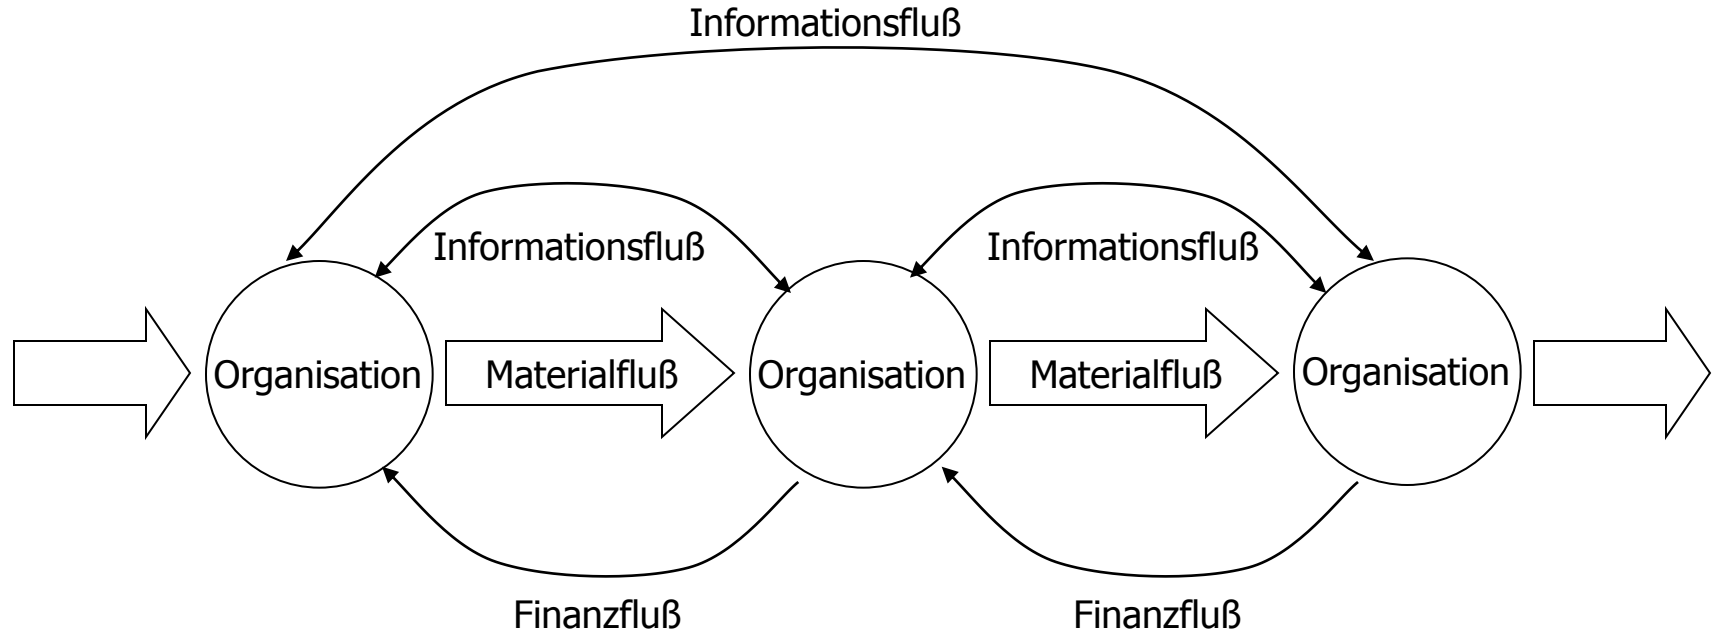 Informationsfluß
Informationsfluß
Informationsfluß
Organisation
Materialfluß
Organisation
Materialfluß
Organisation
Finanzfluß
Finanzfluß